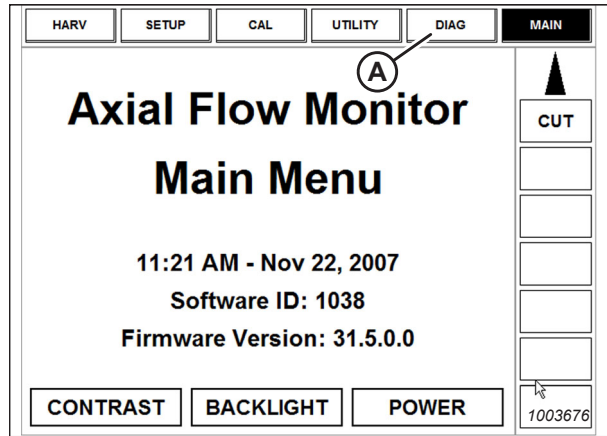 HARV SETUP CAL UTILITY DIAG MAIN
A
Axial Flow Monitor
CUT
Main Menu
11:21 AM - Nov 22, 2007
Software ID: 1038
Firmware Version: 31.5.0.0
CONTRAST BACKLIGHT POWER
1003676